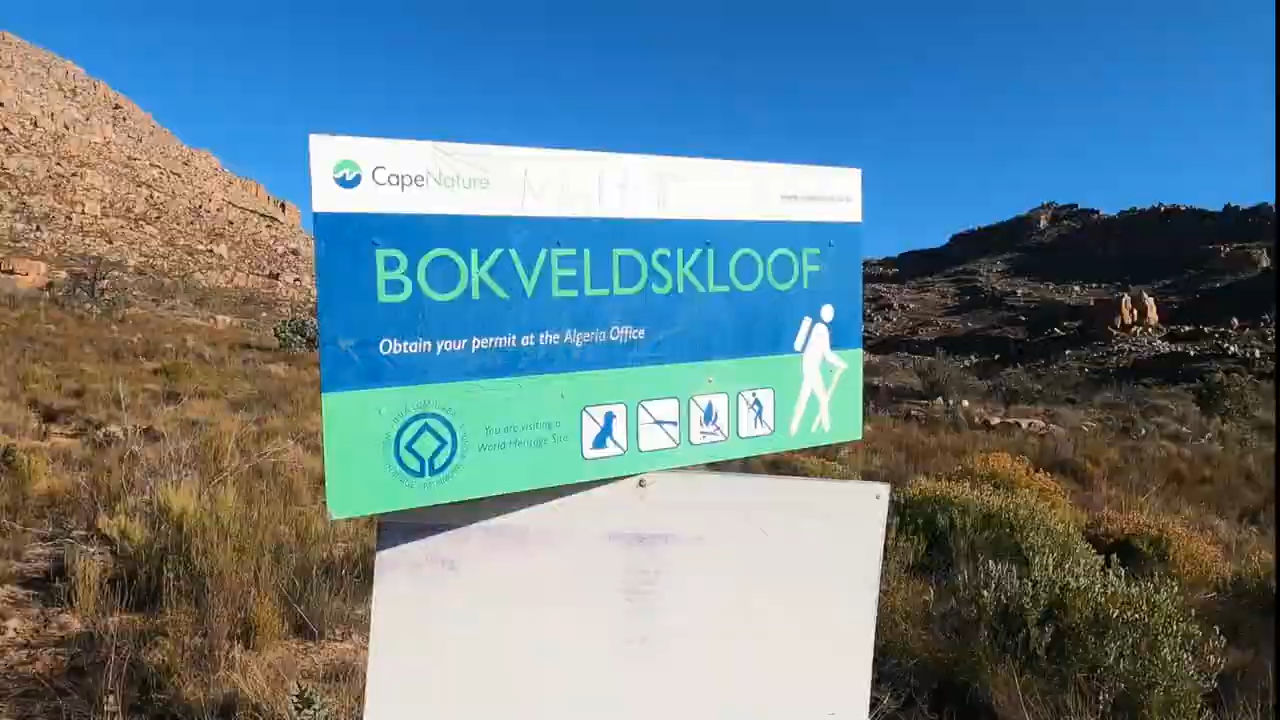 CapeNature
BOKVELDSKLOOF
Obtain your permit at the Algeria Office
You are visiting a
World Heritage Site